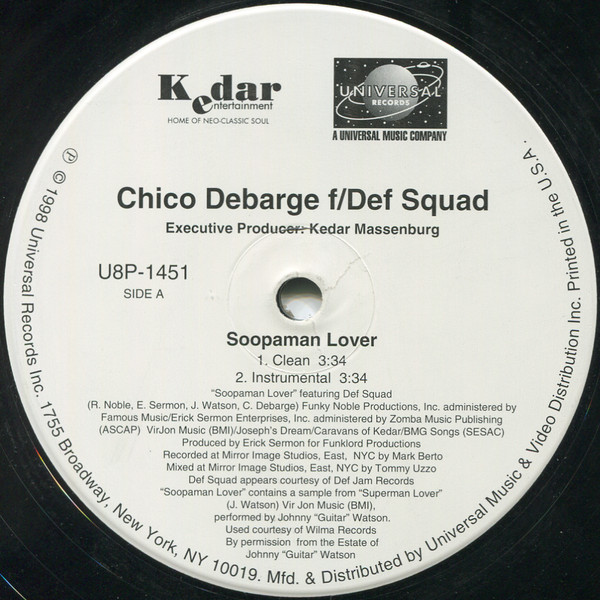 Kedar
entertainment
HOME OF NEO-CLASSIC SOUL
UNIVERSAL
RECORDS
A UNIVERSAL MUSIC COMPANY
Chico Debarge f/Def Squad
Executive Producer: Kedar Massenburg
U8P-1451
SIDE A
Soopaman Lover
1. Clean 3:34
2. Instrumental 3:34
"Soopaman Lover" featuring Def Squad
(R. Noble, E. Sermon, J. Watson, C. Debarge) Funky Noble Productions, Inc. administered by
Famous Music/Erick Sermon Enterprises, Inc. administered by Zomba Music Publishing
(ASCAP) VirJon Music (BMI)/Joseph's Dream/Caravans of Kedar/BMG Songs (SESAC)
Produced by Erick Sermon for Funklord Productions
Recorded at Mirror Image Studios, East, NYC by Mark Berto
Mixed at Mirror Image Studios, East, NYC by Tommy Uzzo
Def Squad appears courtesy of Def Jam Records
"Soopaman Lover" contains a sample from "Superman Lover"
(J. Watson) Vir Jon Music (BMI),
performed by Johnny "Guitar" Watson.
Used courtesy of Wilma Records
By permission from the Estate of
Johnny "Guitar" Watson
℗ © 1998 Universal Records Inc. 1755 Broadway, New York, NY 10019. Mfd. & Distributed by Universal Music & Video Distribution Inc. Printed in the U.S.A.